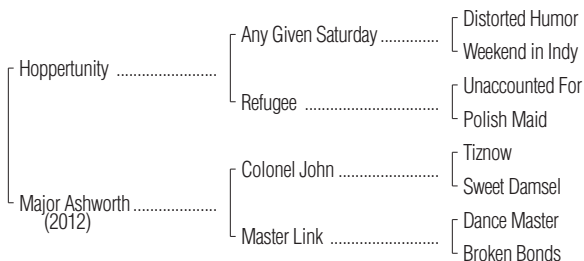 Distorted Humor
Any Given Saturday ..............
Weekend in Indy
Hoppertunity ........................
Unaccounted For
Refugee ................................
Polish Maid
Tiznow
Colonel John ........................
Sweet Damsel
Major Ashworth ....................
(2012)
Dance Master
Master Link ..........................
Broken Bonds